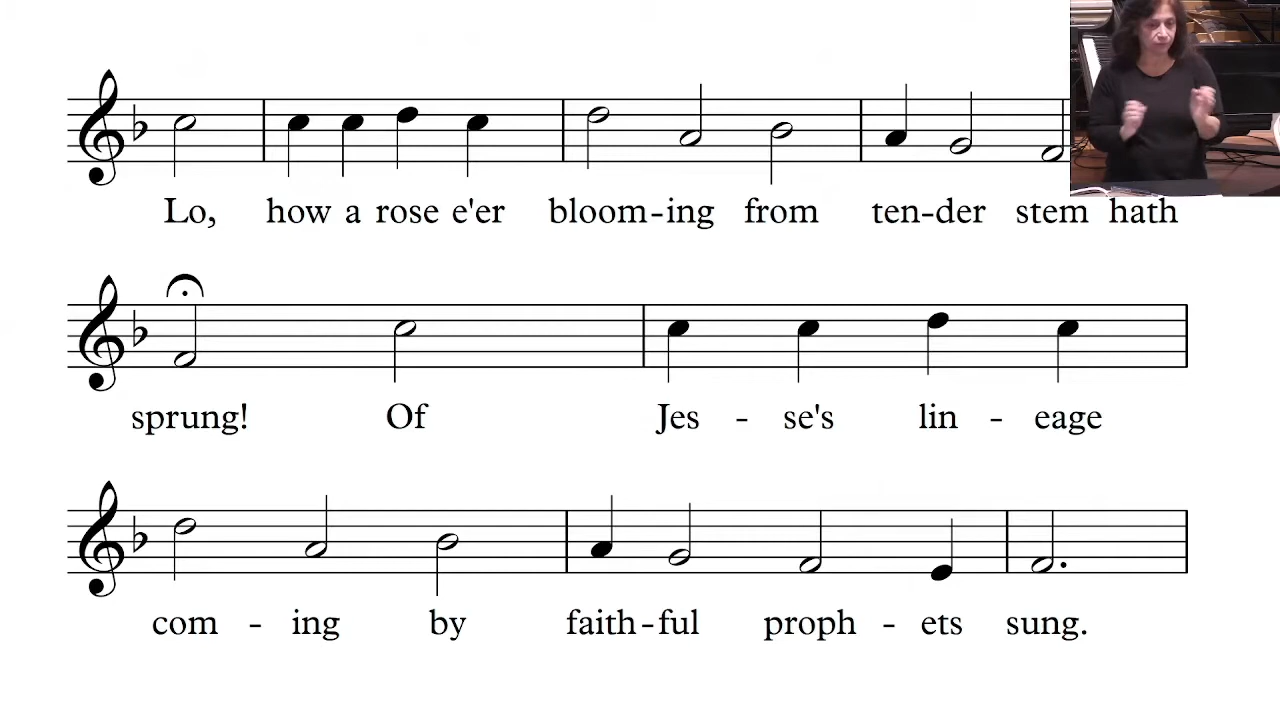 Lo, how a rose e'er bloom-ing from ten-der stem hath
sprung! Of Jes - se's lin - eage
com - ing by faith-ful proph - ets sung.